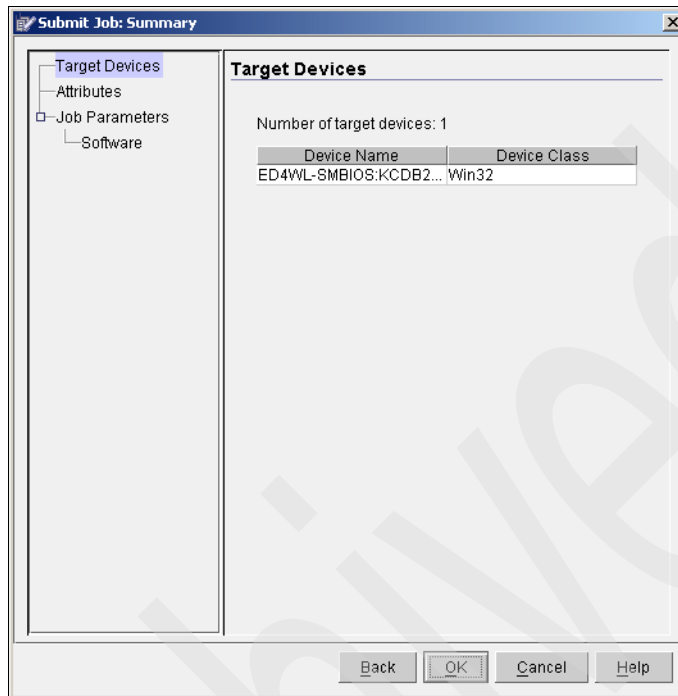 Submit Job: Summary
Target Devices
Attributes
Job Parameters
Software
Target Devices
Number of target devices: 1
Device Name Device Class
ED4WL-SMBIOS:KCDB2... Win32
Back OK Cancel Help